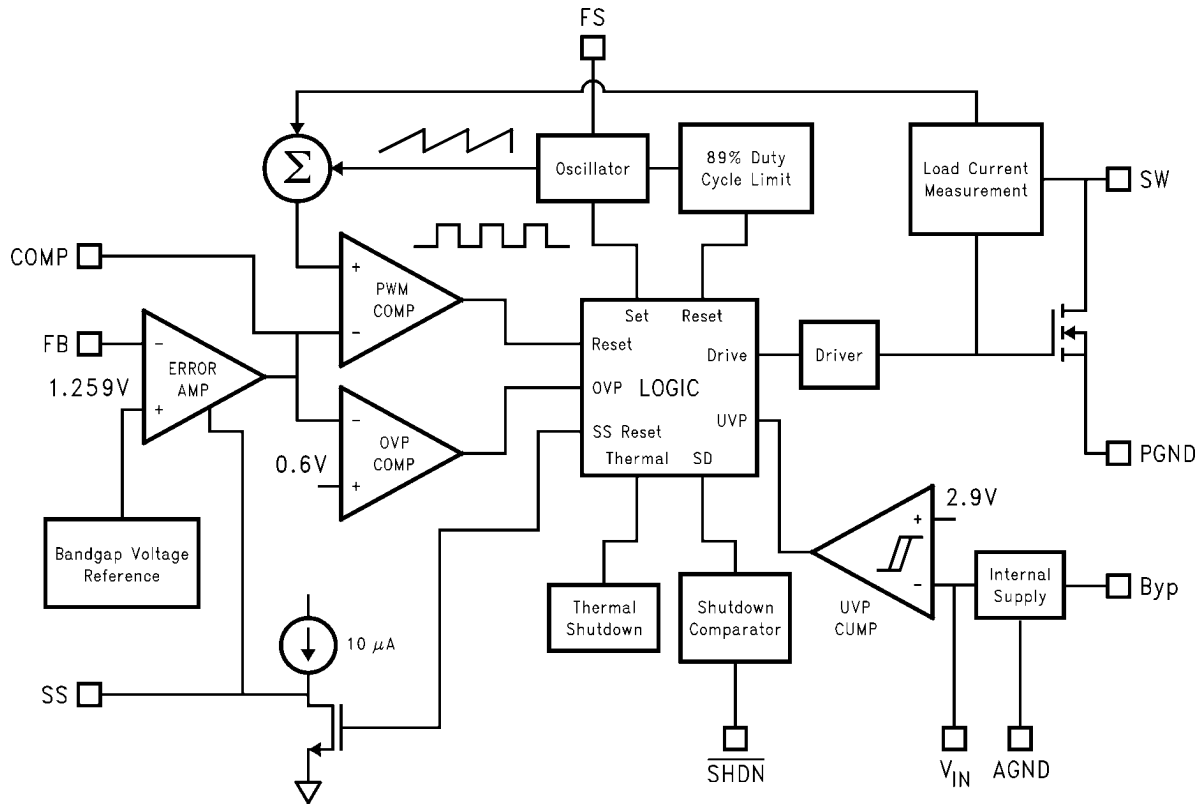 FS
Σ
Oscillator
89% Duty
Cycle Limit
Load Current
Measurement
SW
COMP
+
PWM
COMP
−
Set
Reset
FB
−
ERROR
AMP
1.259V
+
Reset
Drive
Driver
OVP
LOGIC
−
OVP
COMP
0.6V
+
UVP
SS Reset
Thermal
SD
PGND
2.9V
+
−
UVP
CUMP
Bandgap Voltage
Reference
Thermal
Shutdown
Shutdown
Comparator
Internal
Supply
Byp
10 μA
SS
SHDN
VIN
AGND